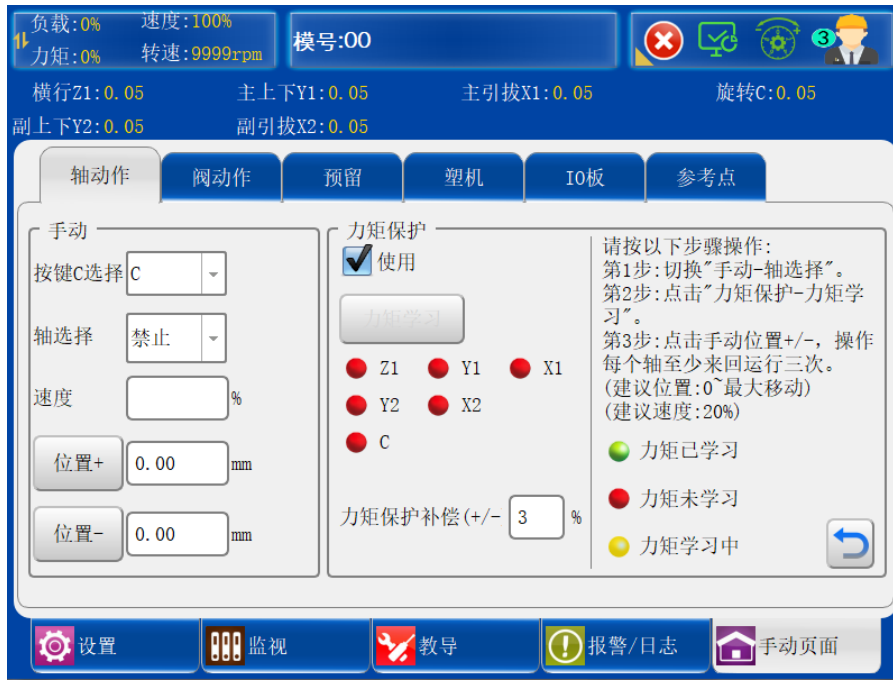 负载:0% 速度:100%
力矩:0% 转速:9999rpm
模号:00
3
横行Z1:0.05 主上下Y1:0.05 主引拔X1:0.05 旋转C:0.05
副上下Y2:0.05 副引拔X2:0.05
轴动作 阀动作 预留 塑机 IO板 参考点
手动
按键C选择 C
轴选择 禁止
速度 %
位置+ 0.00 mm
位置- 0.00 mm
力矩保护
使用
力矩学习
Z1 Y1 X1
Y2 X2
C
力矩保护补偿(+/- 3 %
请按以下步骤操作:
第1步:切换"手动-轴选择"。
第2步:点击"力矩保护-力矩学
习"。
第3步:点击手动位置+/-, 操作
每个轴至少来回运行三次。
(建议位置:0~最大移动)
(建议速度:20%)
力矩已学习
力矩未学习
力矩学习中
设置 监视 教导 报警/日志 手动页面